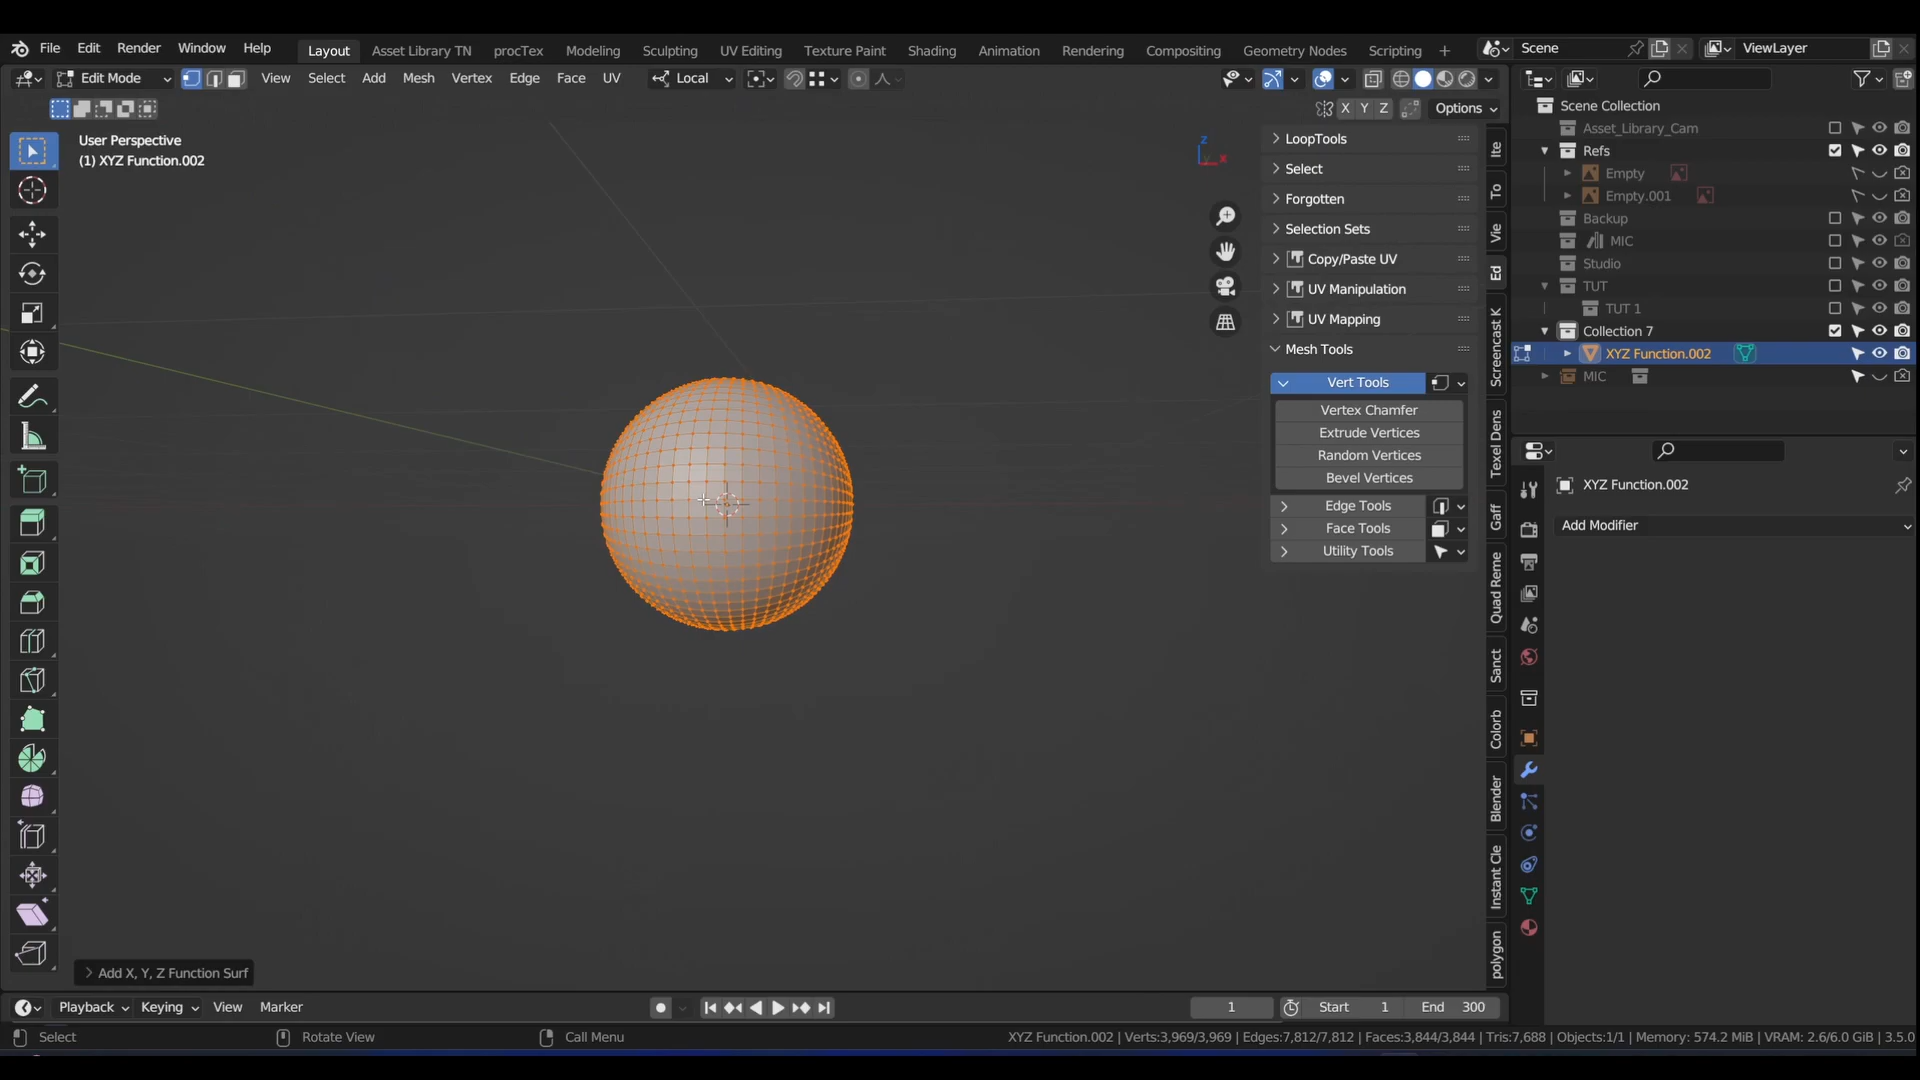 File Edit Render Window Help Layout Asset Library TN procTex Modeling Sculpting UV Editing Texture Paint Shading Animation Rendering Compositing Geometry Nodes Scripting Scene ViewLayer
Edit Mode View Select Add Mesh Vertex Edge Face UV Local
X Y Z Options
User Perspective
(1) XYZ Function.002
Z
X
LoopTools
Select
Forgotten
Selection Sets
Copy/Paste UV
UV Manipulation
UV Mapping
Mesh Tools
Vert Tools
Vertex Chamfer
Extrude Vertices
Random Vertices
Bevel Vertices
Edge Tools
Face Tools
Utility Tools
Ite
To
Vie
Ed
Screencast K
Texel Dens
Gaff
Quad Reme
Sanct
Colorb
Blender
Instant Cle
polygon
Scene Collection
Asset_Library_Cam
Refs
Empty
Empty.001
Backup
MIC
Studio
TUT
TUT 1
Collection 7
XYZ Function.002
MIC
XYZ Function.002
Add Modifier
Add X, Y, Z Function Surf
Playback Keying View Marker 1 Start 1 End 300
Select Rotate View Call Menu XYZ Function.002 | Verts:3,969/3,969 | Edges:7,812/7,812 | Faces:3,844/3,844 | Tris:7,688 | Objects:1/1 | Memory: 574.2 MiB | VRAM: 2.6/6.0 GiB | 3.5.0